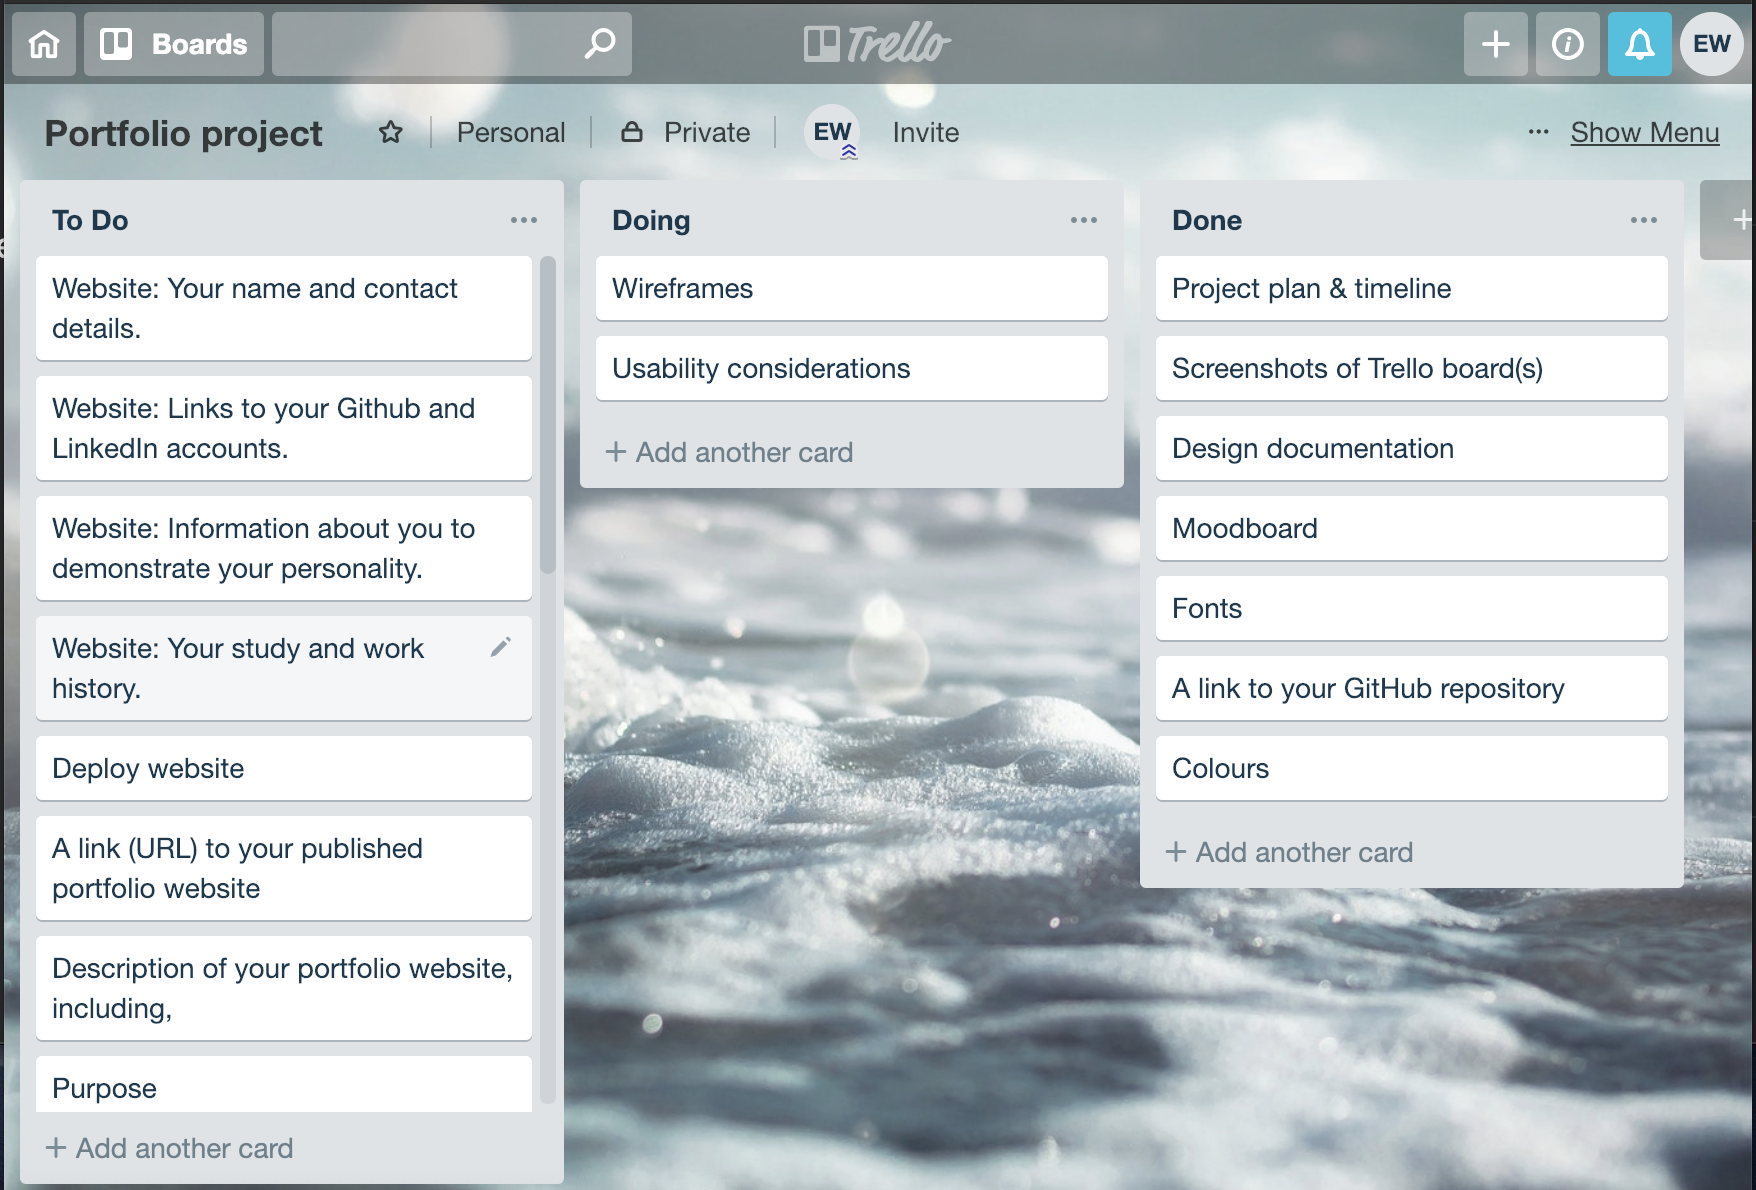 Boards
Trello
EW
Portfolio project
Personal
Private
EW
Invite
··· Show Menu
To Do
Website: Your name and contact
details.
Website: Links to your Github and
LinkedIn accounts.
Website: Information about you to
demonstrate your personality.
Website: Your study and work
history.
Deploy website
A link (URL) to your published
portfolio website
Description of your portfolio website,
including,
Purpose
+ Add another card
Doing
Wireframes
Usability considerations
+ Add another card
Done
Project plan & timeline
Screenshots of Trello board(s)
Design documentation
Moodboard
Fonts
A link to your GitHub repository
Colours
+ Add another card